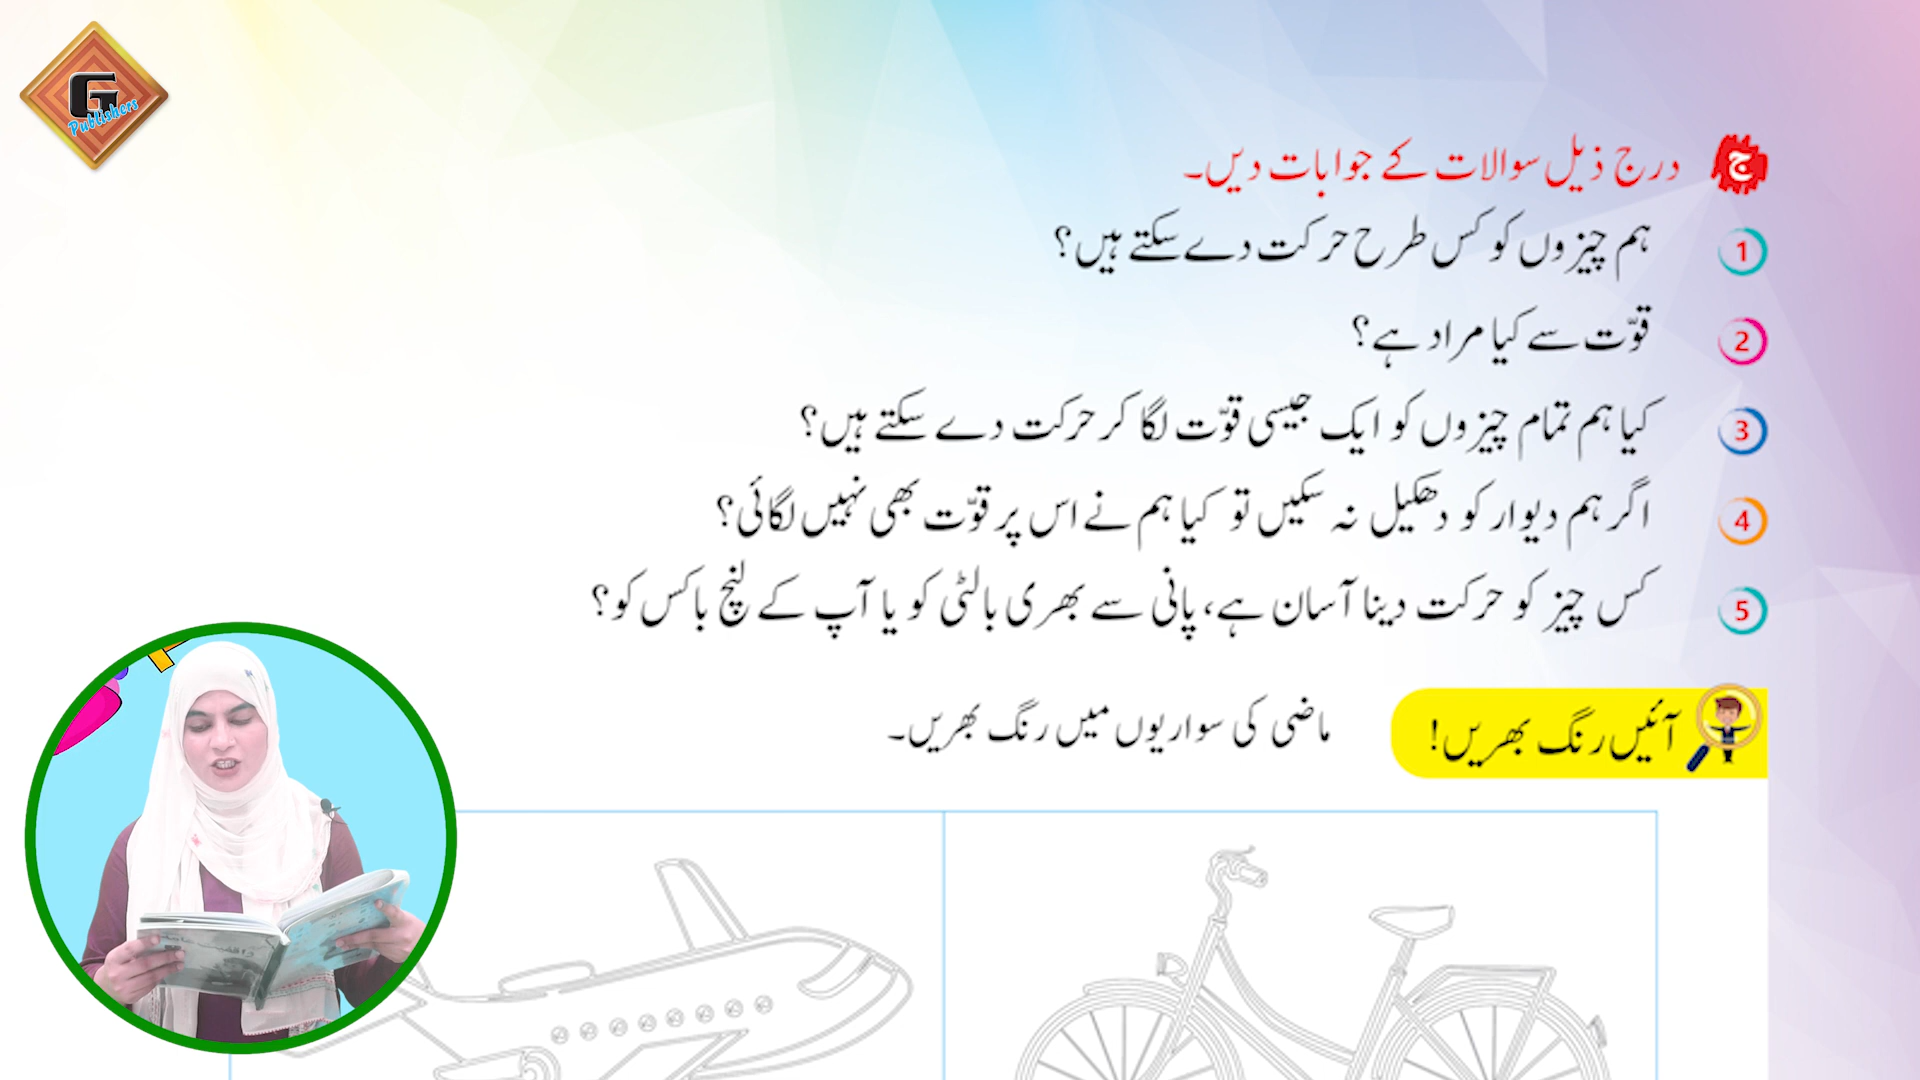 G
Publishers
ج درج ذیل سوالات کے جوابات دیں۔
1 ہم چیزوں کو کس طرح حرکت دے سکتے ہیں؟
2 قوّت سے کیا مراد ہے؟
3 کیا ہم تمام چیزوں کو ایک جیسی قوّت لگا کر حرکت دے سکتے ہیں؟
4 اگر ہم دیوار کو دھکیل نہ سکیں تو کیا ہم نے اس پر قوّت بھی نہیں لگائی؟
5 کس چیز کو حرکت دینا آسان ہے، پانی سے بھری بالٹی کو یا آپ کے لنچ باکس کو؟
آئیں رنگ بھریں! ماضی کی سواریوں میں رنگ بھریں۔